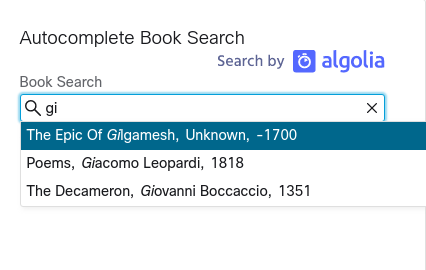 Autocomplete Book Search
Search by algolia
Book Search
gi
The Epic Of Gilgamesh, Unknown, -1700
Poems, Giacomo Leopardi, 1818
The Decameron, Giovanni Boccaccio, 1351